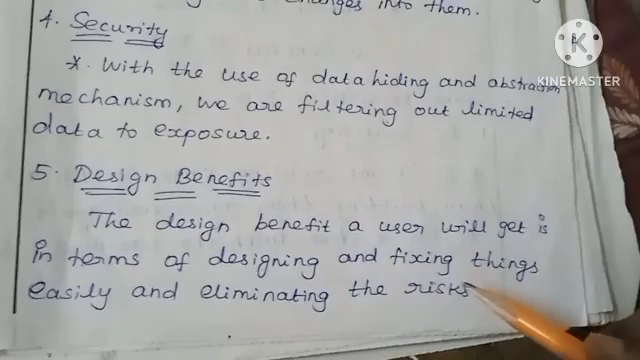 changes into them.
4. Security
*. With the use of data hiding and abstraction
mechanism, we are filtering out limited
data to exposure.
5. Design Benefits
The design benefit a user will get is
in terms of designing and fixing things
easily and eliminating the risks
K
KINEMASTER